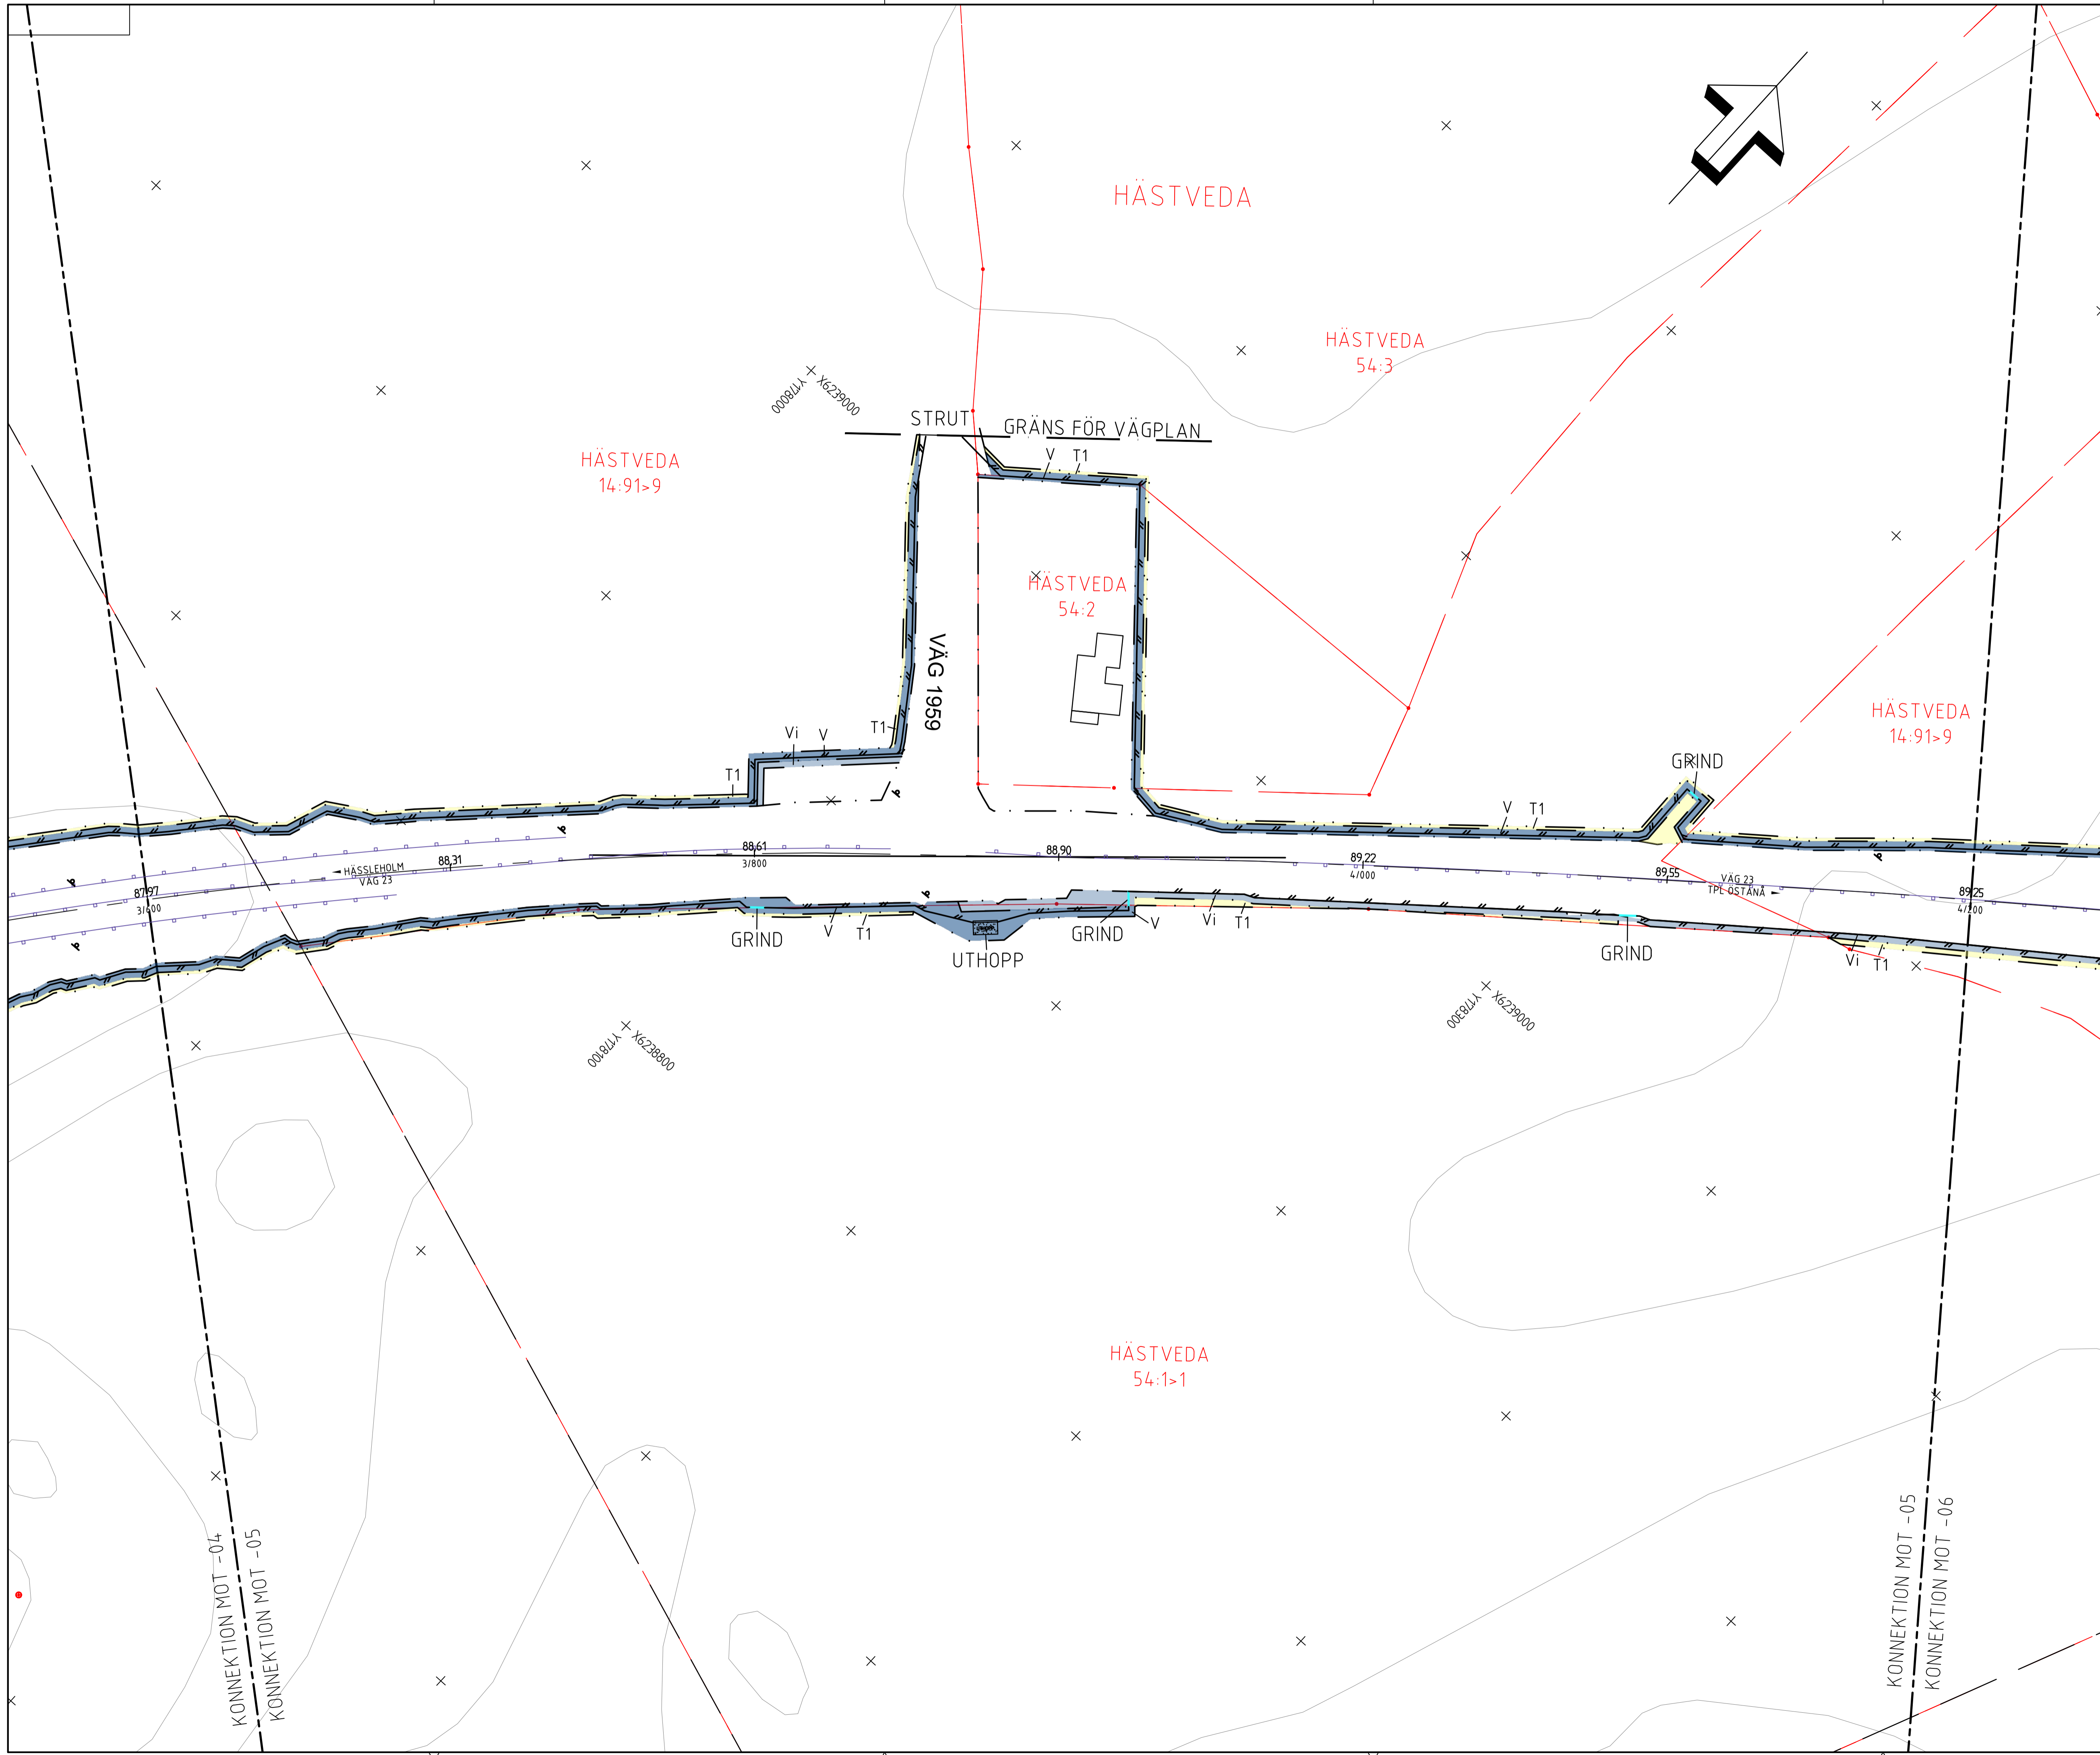 HÄSTVEDA
HÄSTVEDA
54:3
Y178000
X6239000
STRUT
GRÄNS FÖR VÄGPLAN
V
T1
HÄSTVEDA
14:91>9
HÄSTVEDA
54:2
VÄG 1959
HÄSTVEDA
14:91>9
T1
Vi
V
T1
GRIND
V
T1
87,97
3/600
HÄSSLEHOLM
VÄG 23
88,31
88,61
3/800
88,90
89,22
4/000
89,55
VÄG 23
TPL ÖSTANÅ
89,25
4/200
GRIND
V
T1
UTHOPP
GRIND
V
Vi
T1
GRIND
Vi
T1
Y178100
X6238800
Y178300
X6239000
HÄSTVEDA
54:1>1
KONNEKTION MOT -04
KONNEKTION MOT -05
KONNEKTION MOT -05
KONNEKTION MOT -06